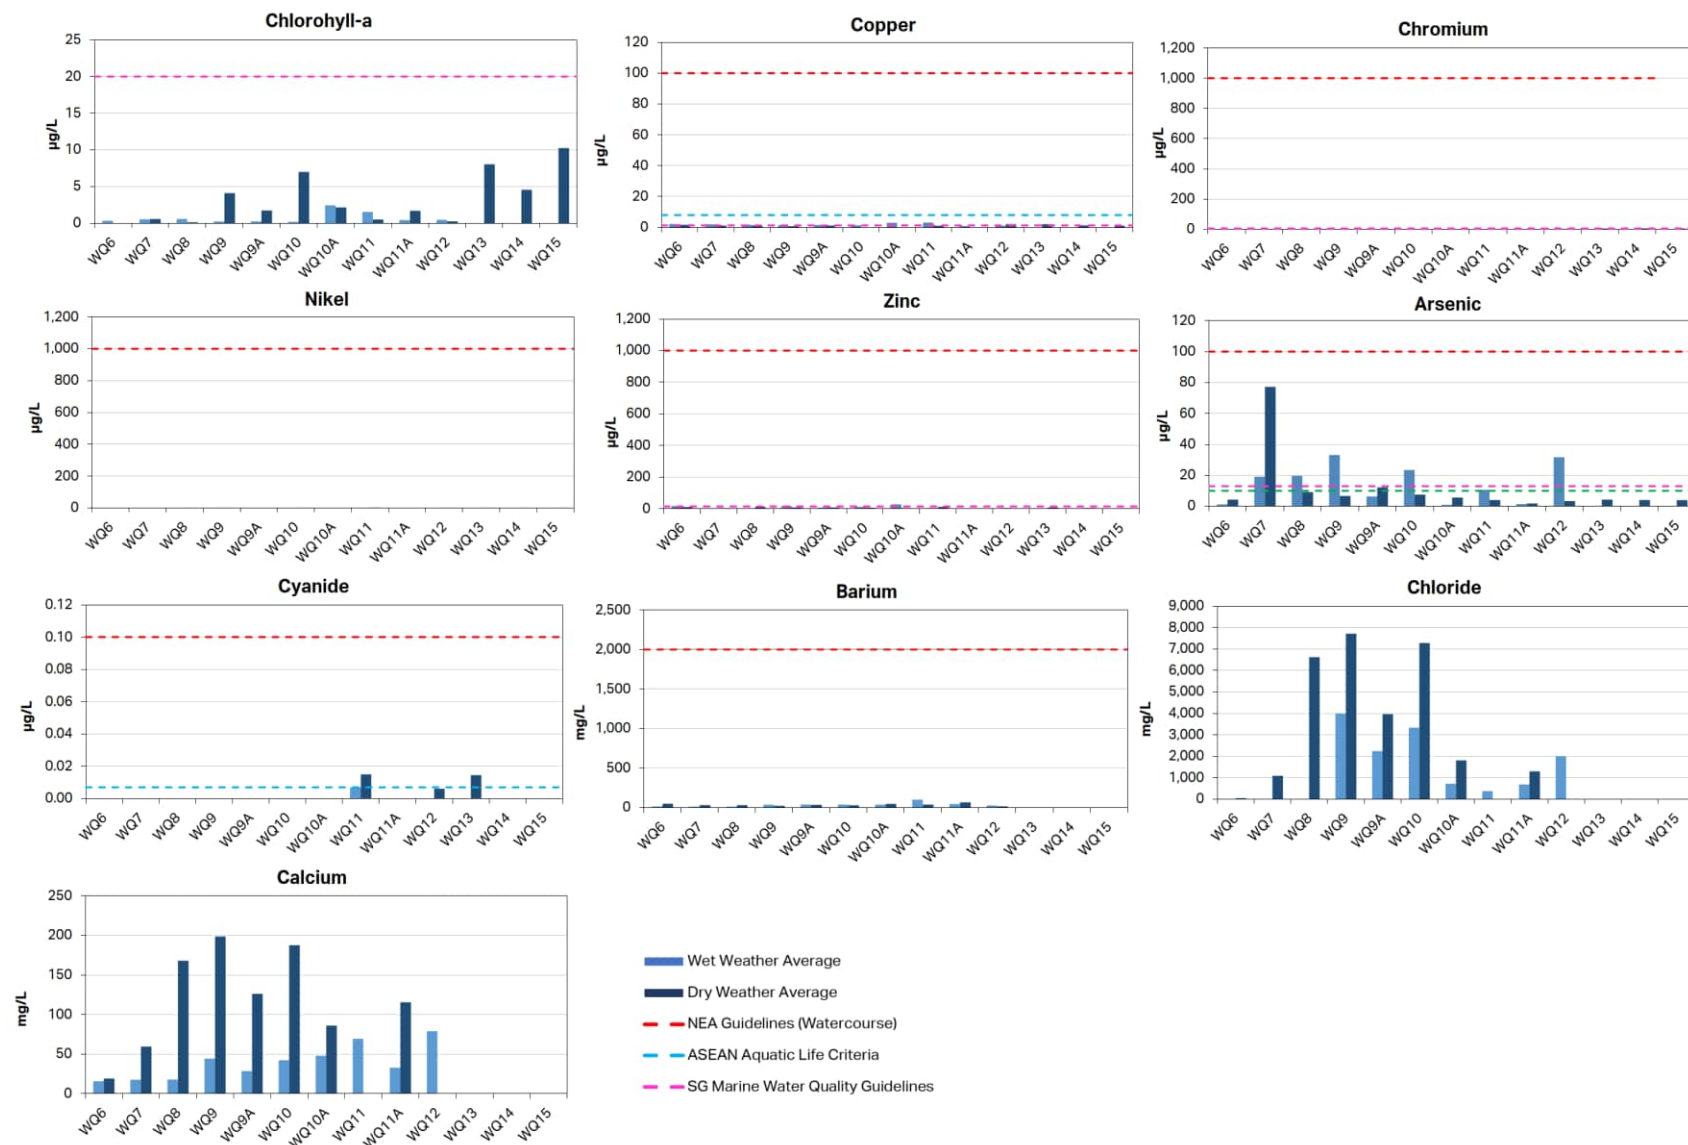 Chlorohyll-a
25
20
15
10
5
0
µg/L
WQ6 WQ7 WQ8 WQ9 WQ9A WQ10 WQ10A WQ11 WQ11A WQ12 WQ13 WQ14 WQ15
Copper
120
100
80
60
40
20
0
µg/L
WQ6 WQ7 WQ8 WQ9 WQ9A WQ10 WQ10A WQ11 WQ11A WQ12 WQ13 WQ14 WQ15
Chromium
1,200
1,000
800
600
400
200
0
µg/L
WQ6 WQ7 WQ8 WQ9 WQ9A WQ10 WQ10A WQ11 WQ11A WQ12 WQ13 WQ14 WQ15
Nikel
1,200
1,000
800
600
400
200
0
µg/L
WQ6 WQ7 WQ8 WQ9 WQ9A WQ10 WQ10A WQ11 WQ11A WQ12 WQ13 WQ14 WQ15
Zinc
1,200
1,000
800
600
400
200
0
µg/L
WQ6 WQ7 WQ8 WQ9 WQ9A WQ10 WQ10A WQ11 WQ11A WQ12 WQ13 WQ14 WQ15
Arsenic
120
100
80
60
40
20
0
µg/L
WQ6 WQ7 WQ8 WQ9 WQ9A WQ10 WQ10A WQ11 WQ11A WQ12 WQ13 WQ14 WQ15
Cyanide
0.12
0.10
0.08
0.06
0.04
0.02
0.00
µg/L
WQ6 WQ7 WQ8 WQ9 WQ9A WQ10 WQ10A WQ11 WQ11A WQ12 WQ13 WQ14 WQ15
Barium
2,500
2,000
1,500
1,000
500
0
mg/L
WQ6 WQ7 WQ8 WQ9 WQ9A WQ10 WQ10A WQ11 WQ11A WQ12 WQ13 WQ14 WQ15
Chloride
9,000
8,000
7,000
6,000
5,000
4,000
3,000
2,000
1,000
0
mg/L
WQ6 WQ7 WQ8 WQ9 WQ9A WQ10 WQ10A WQ11 WQ11A WQ12 WQ13 WQ14 WQ15
Calcium
250
200
150
100
50
0
mg/L
WQ6 WQ7 WQ8 WQ9 WQ9A WQ10 WQ10A WQ11 WQ11A WQ12 WQ13 WQ14 WQ15
Wet Weather Average
Dry Weather Average
NEA Guidelines (Watercourse)
ASEAN Aquatic Life Criteria
SG Marine Water Quality Guidelines